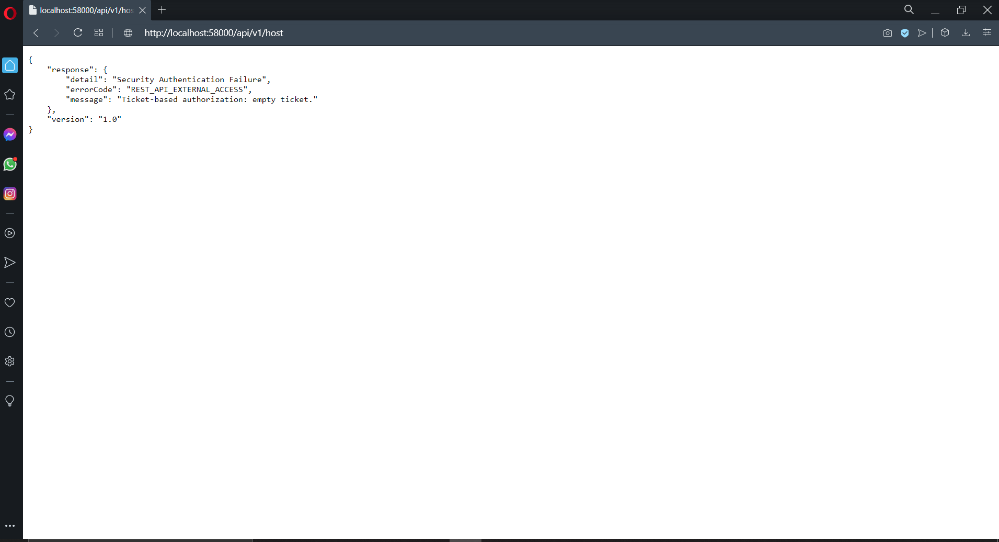 localhost:58000/api/v1/hos
http://localhost:58000/api/v1/host
{
"response": {
"detail": "Security Authentication Failure",
"errorCode": "REST_API_EXTERNAL_ACCESS",
"message": "Ticket-based authorization: empty ticket."
},
"version": "1.0"
}